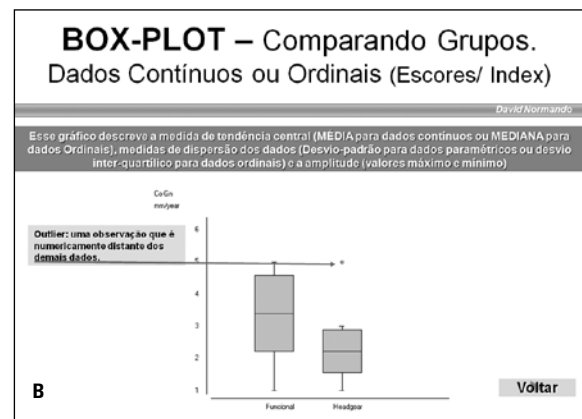 BOX-PLOT – Comparando Grupos.
Dados Contínuos ou Ordinais (Escores/ Index)
David Normando
Esse gráfico descreve a medida de tendência central (MÉDIA para dados contínuos ou MEDIANA para
dados Ordinais), medidas de dispersão dos dados (Desvio-padrão para dados paramétricos ou desvio
inter-quartílico para dados ordinais) e a amplitude (valores máximo e mínimo)
Co-Gn
mm/year
Outlier: uma observação que é
numericamente distante dos
demais dados.
6
5
4
3
2
1
Funcional Headgear
B
Voltar